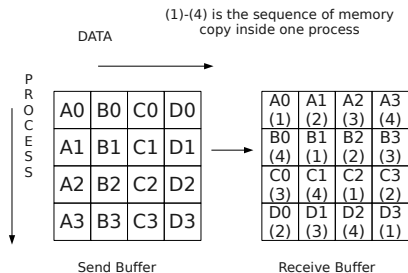 (1)-(4) is the sequence of memory
copy inside one process
DATA
PROCESS
A0 B0 C0 D0
A1 B1 C1 D1
A2 B2 C2 D2
A3 B3 C3 D3
Send Buffer
A0 A1 A2 A3
(1) (2) (3) (4)
B0 B1 B2 B3
(4) (1) (2) (3)
C0 C1 C2 C3
(3) (4) (1) (2)
D0 D1 D2 D3
(2) (3) (4) (1)
Receive Buffer